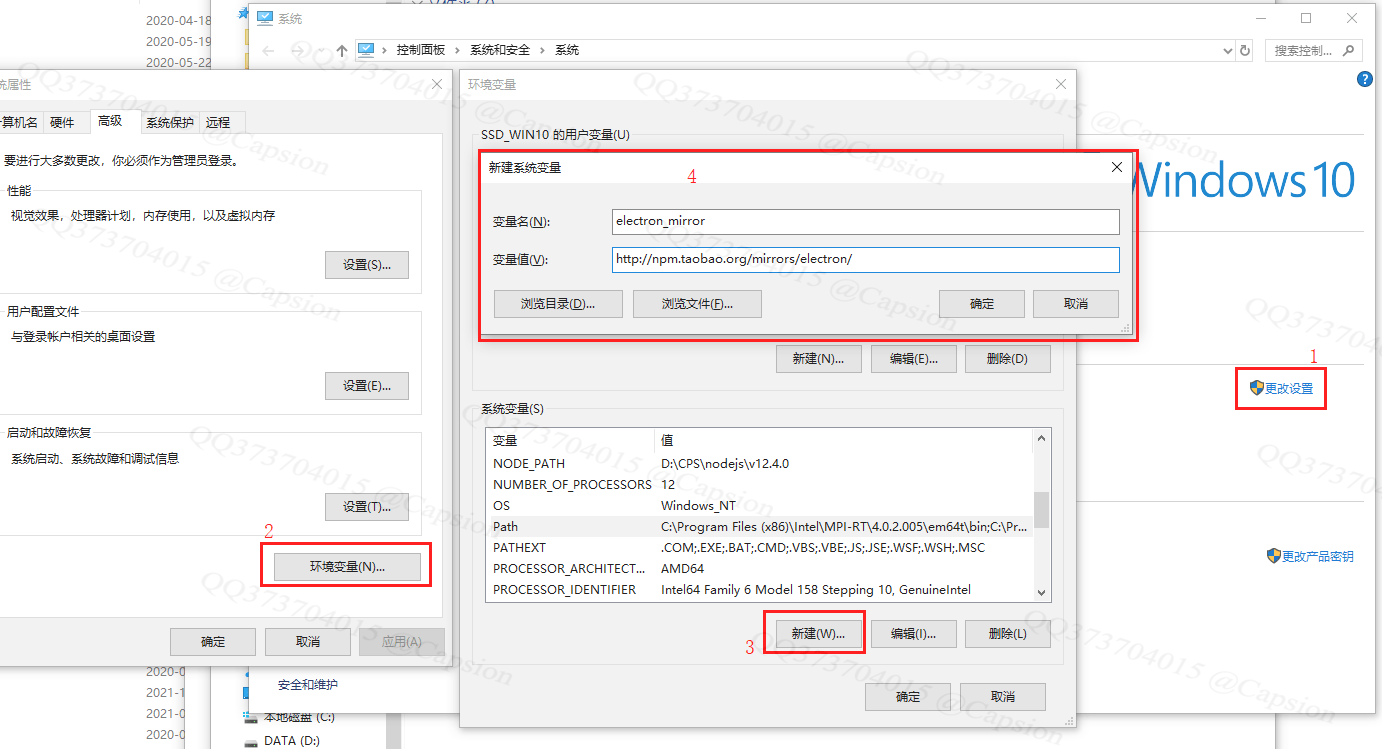 2020-04-18
2020-05-19
2020-05-22
系统
控制面板 › 系统和安全 › 系统
搜索控制...
Windows 10
1
更改设置
更改产品密钥
统属性
计算机名 硬件 高级 系统保护 远程
要进行大多数更改，你必须作为管理员登录。
性能
视觉效果，处理器计划，内存使用，以及虚拟内存
设置(S)...
用户配置文件
与登录帐户相关的桌面设置
设置(E)...
启动和故障恢复
系统启动、系统故障和调试信息
设置(T)...
2
环境变量(N)...
确定 取消 应用(A)
环境变量
SSD_WIN10 的用户变量(U)
新建系统变量
4
变量名(N): electron_mirror
变量值(V): http://npm.taobao.org/mirrors/electron/
浏览目录(D)... 浏览文件(F)... 确定 取消
新建(N)... 编辑(E)... 删除(D)
系统变量(S)
变量 值
NODE_PATH D:\CPS\nodejs\v12.4.0
NUMBER_OF_PROCESSORS 12
OS Windows_NT
Path C:\Program Files (x86)\Intel\MPI-RT\4.0.2.005\em64t\bin;C:\Pr...
PATHEXT .COM;.EXE;.BAT;.CMD;.VBS;.VBE;.JS;.JSE;.WSF;.WSH;.MSC
PROCESSOR_ARCHITECT... AMD64
PROCESSOR_IDENTIFIER Intel64 Family 6 Model 158 Stepping 10, GenuineIntel
3
新建(W)... 编辑(I)... 删除(L)
确定 取消
2020-0
2021-1
2021-0
2020-0
安全和维护
本地磁盘 (C:)
DATA (D:)
QQ373704015 @Capsion